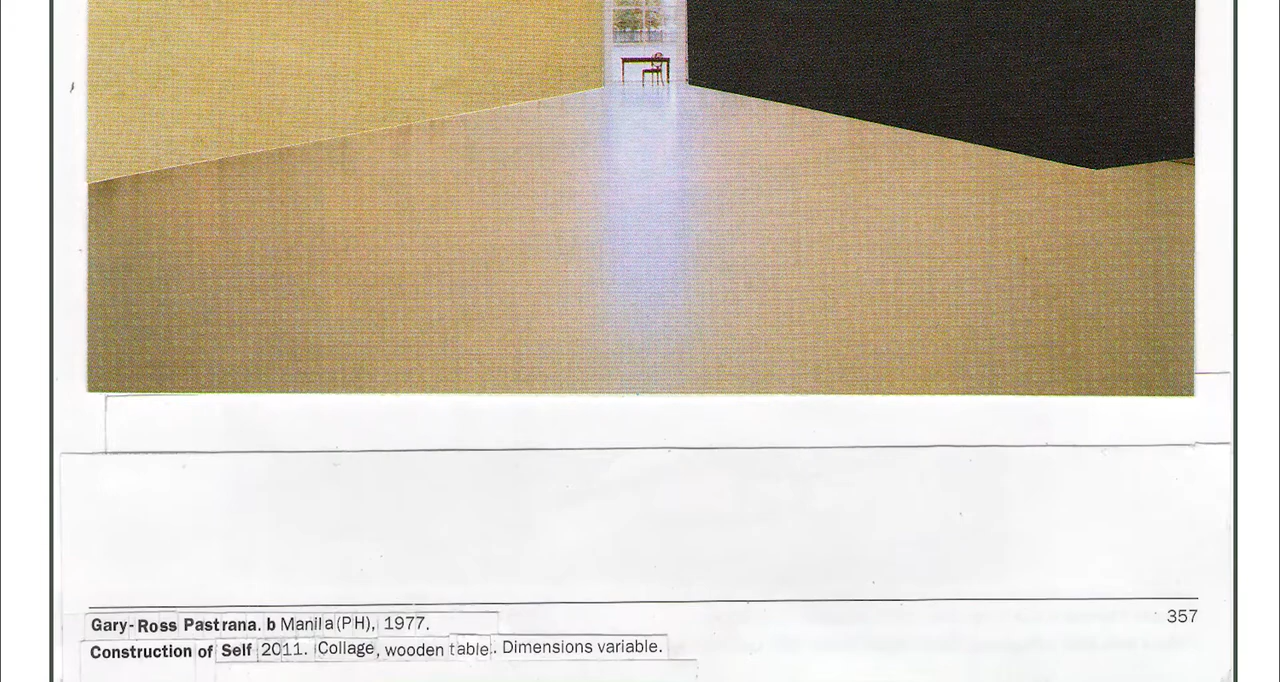 357
Gary-Ross Pastrana. b Manila(PH), 1977.
Construction of Self 2011. Collage, wooden table. Dimensions variable.